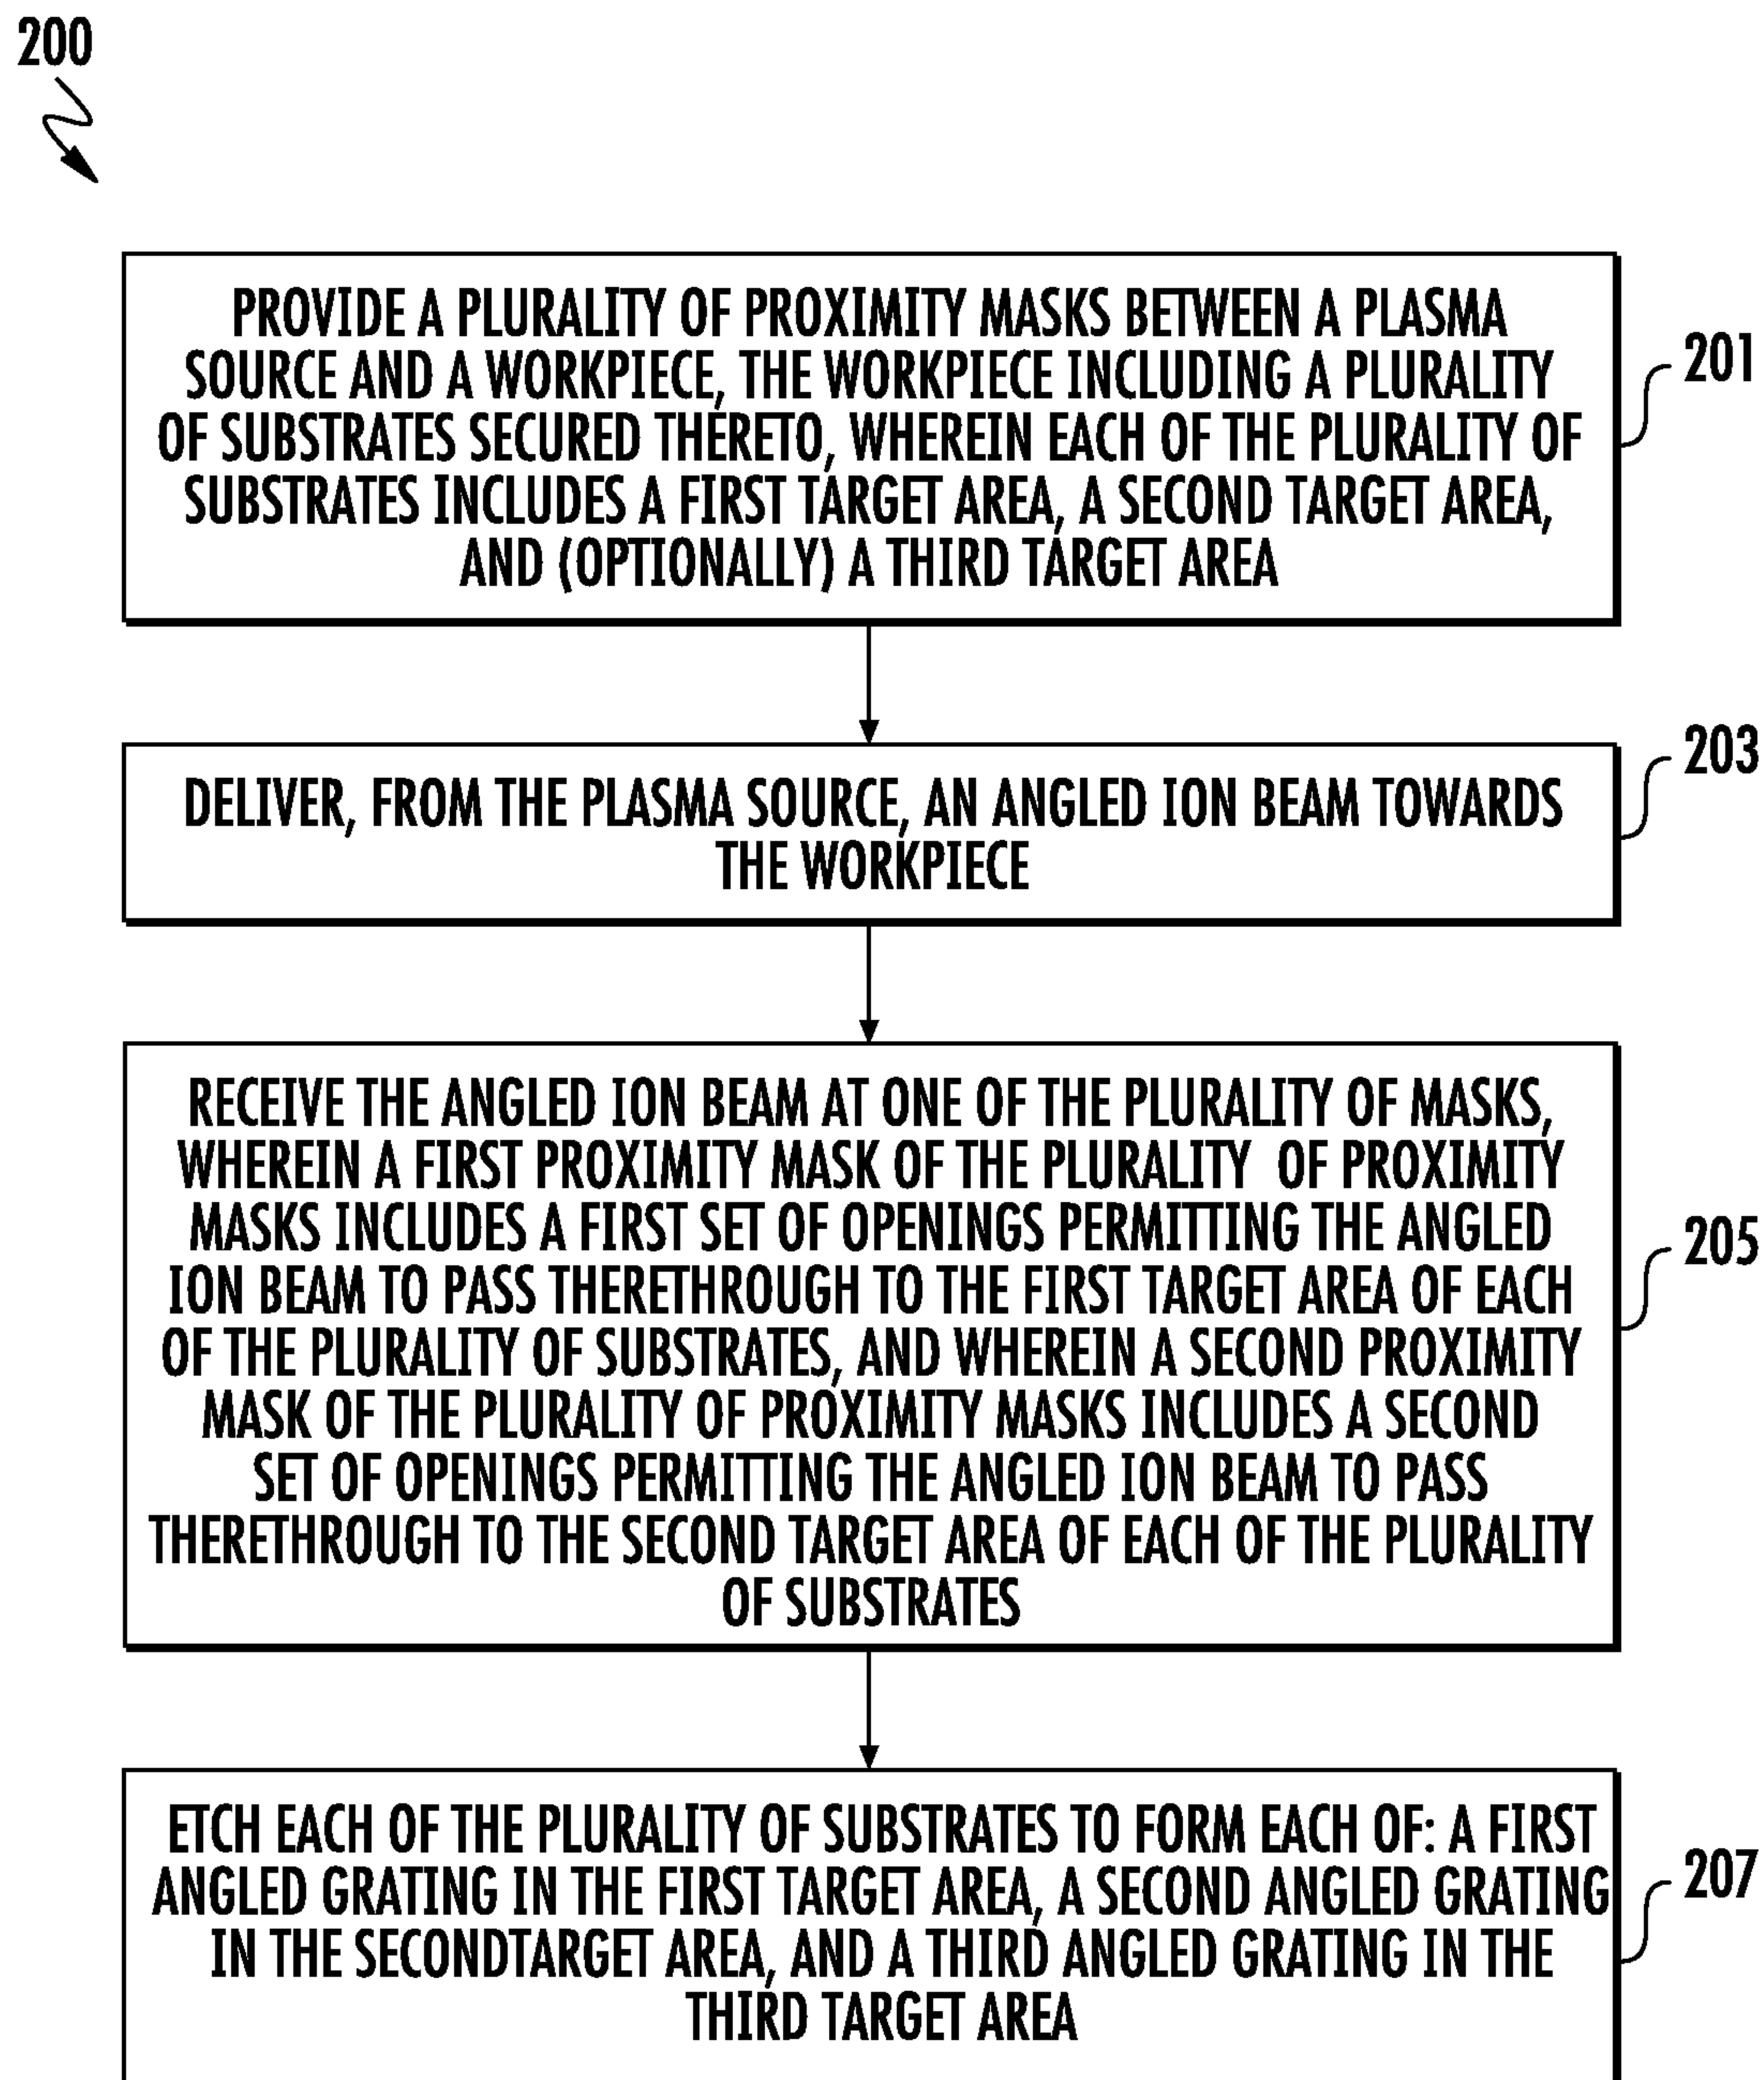 200
PROVIDE A PLURALITY OF PROXIMITY MASKS BETWEEN A PLASMA
SOURCE AND A WORKPIECE, THE WORKPIECE INCLUDING A PLURALITY
OF SUBSTRATES SECURED THERETO, WHEREIN EACH OF THE PLURALITY OF
SUBSTRATES INCLUDES A FIRST TARGET AREA, A SECOND TARGET AREA,
AND (OPTIONALLY) A THIRD TARGET AREA
201
DELIVER, FROM THE PLASMA SOURCE, AN ANGLED ION BEAM TOWARDS
THE WORKPIECE
203
RECEIVE THE ANGLED ION BEAM AT ONE OF THE PLURALITY OF MASKS,
WHEREIN A FIRST PROXIMITY MASK OF THE PLURALITY OF PROXIMITY
MASKS INCLUDES A FIRST SET OF OPENINGS PERMITTING THE ANGLED
ION BEAM TO PASS THERETHROUGH TO THE FIRST TARGET AREA OF EACH
OF THE PLURALITY OF SUBSTRATES, AND WHEREIN A SECOND PROXIMITY
MASK OF THE PLURALITY OF PROXIMITY MASKS INCLUDES A SECOND
SET OF OPENINGS PERMITTING THE ANGLED ION BEAM TO PASS
THERETHROUGH TO THE SECOND TARGET AREA OF EACH OF THE PLURALITY
OF SUBSTRATES
205
ETCH EACH OF THE PLURALITY OF SUBSTRATES TO FORM EACH OF: A FIRST
ANGLED GRATING IN THE FIRST TARGET AREA, A SECOND ANGLED GRATING
IN THE SECONDTARGET AREA, AND A THIRD ANGLED GRATING IN THE
THIRD TARGET AREA
207